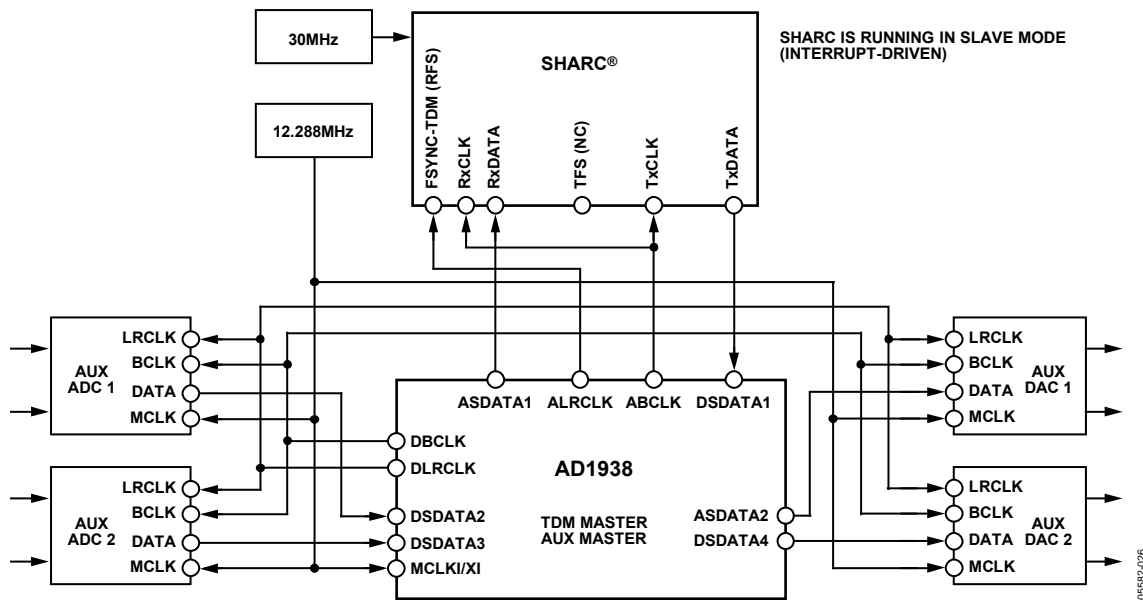 30MHz
12.288MHz
SHARC®
SHARC IS RUNNING IN SLAVE MODE
(INTERRUPT-DRIVEN)
FSYNC-TDM (RFS)
RxCLK
RxDATA
TFS (NC)
TxCLK
TxDATA
LRCLK
BCLK
DATA
MCLK
AUX
ADC 1
LRCLK
BCLK
DATA
MCLK
AUX
ADC 2
ASDATA1
ALRCLK
ABCLK
DSDATA1
DBCLK
DLRCLK
DSDATA2
DSDATA3
MCLKI/XI
AD1938
TDM MASTER
AUX MASTER
ASDATA2
DSDATA4
LRCLK
BCLK
DATA
MCLK
AUX
DAC 1
LRCLK
BCLK
DATA
MCLK
AUX
DAC 2
05582-026